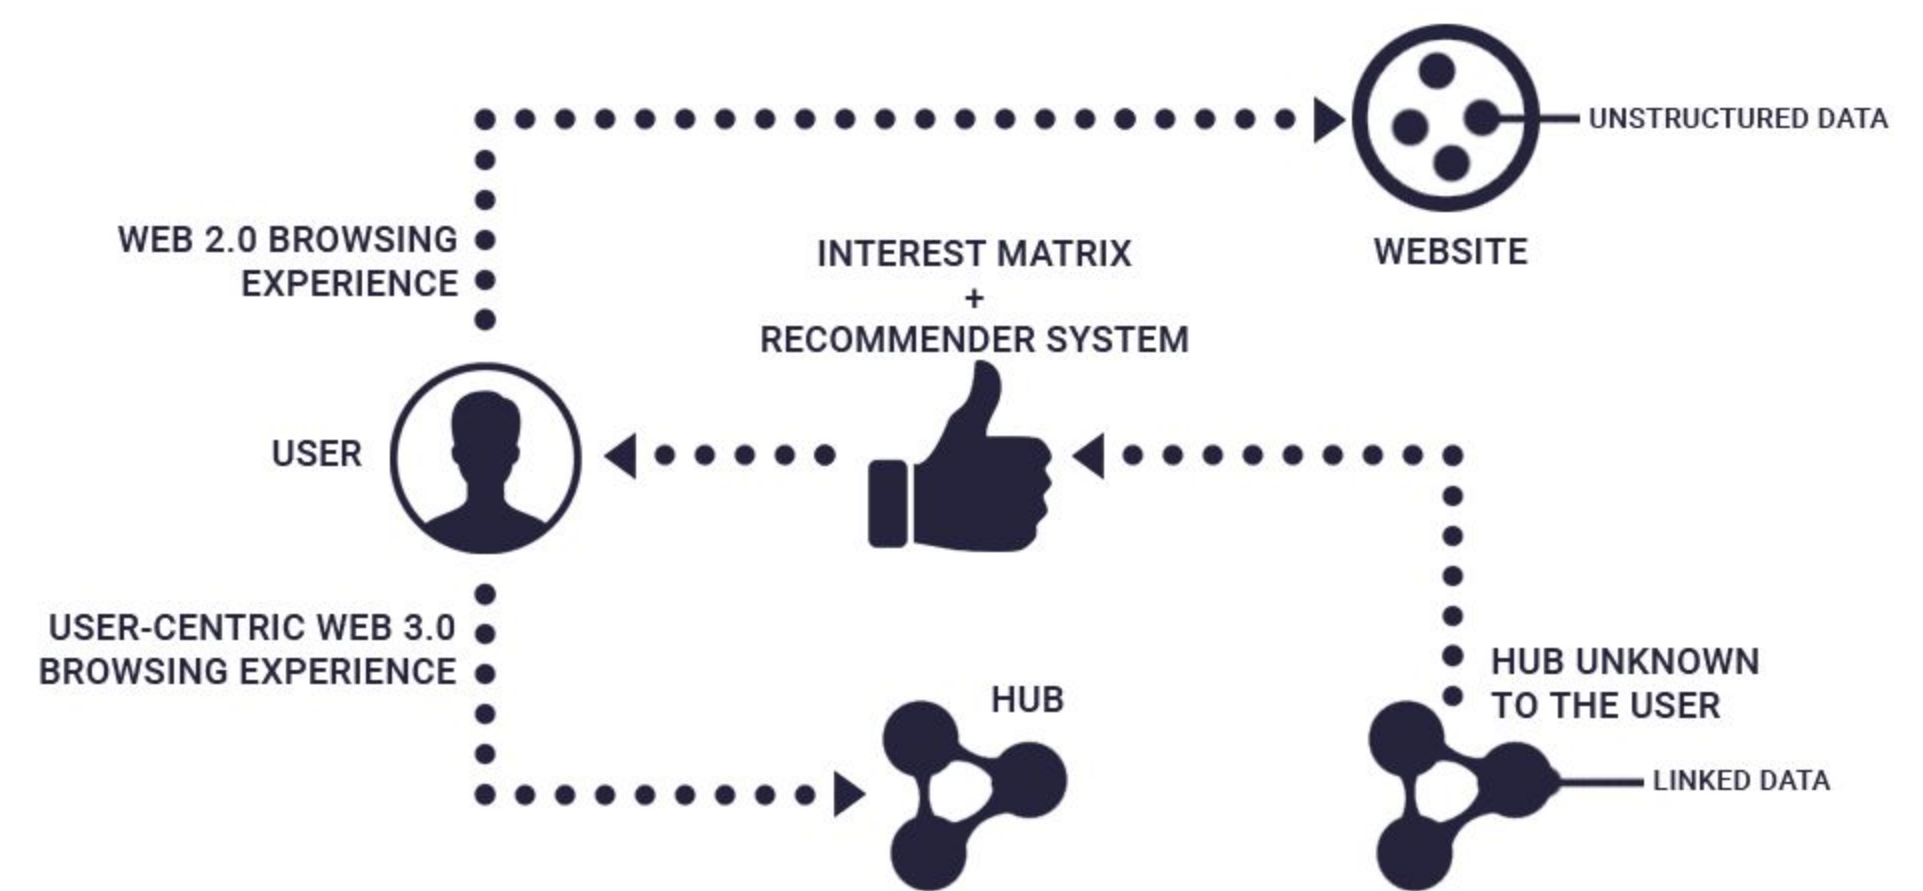 UNSTRUCTURED DATA
WEB 2.0 BROWSING
EXPERIENCE
INTEREST MATRIX
+
RECOMMENDER SYSTEM
WEBSITE
USER
USER-CENTRIC WEB 3.0
BROWSING EXPERIENCE
HUB
HUB UNKNOWN
TO THE USER
LINKED DATA